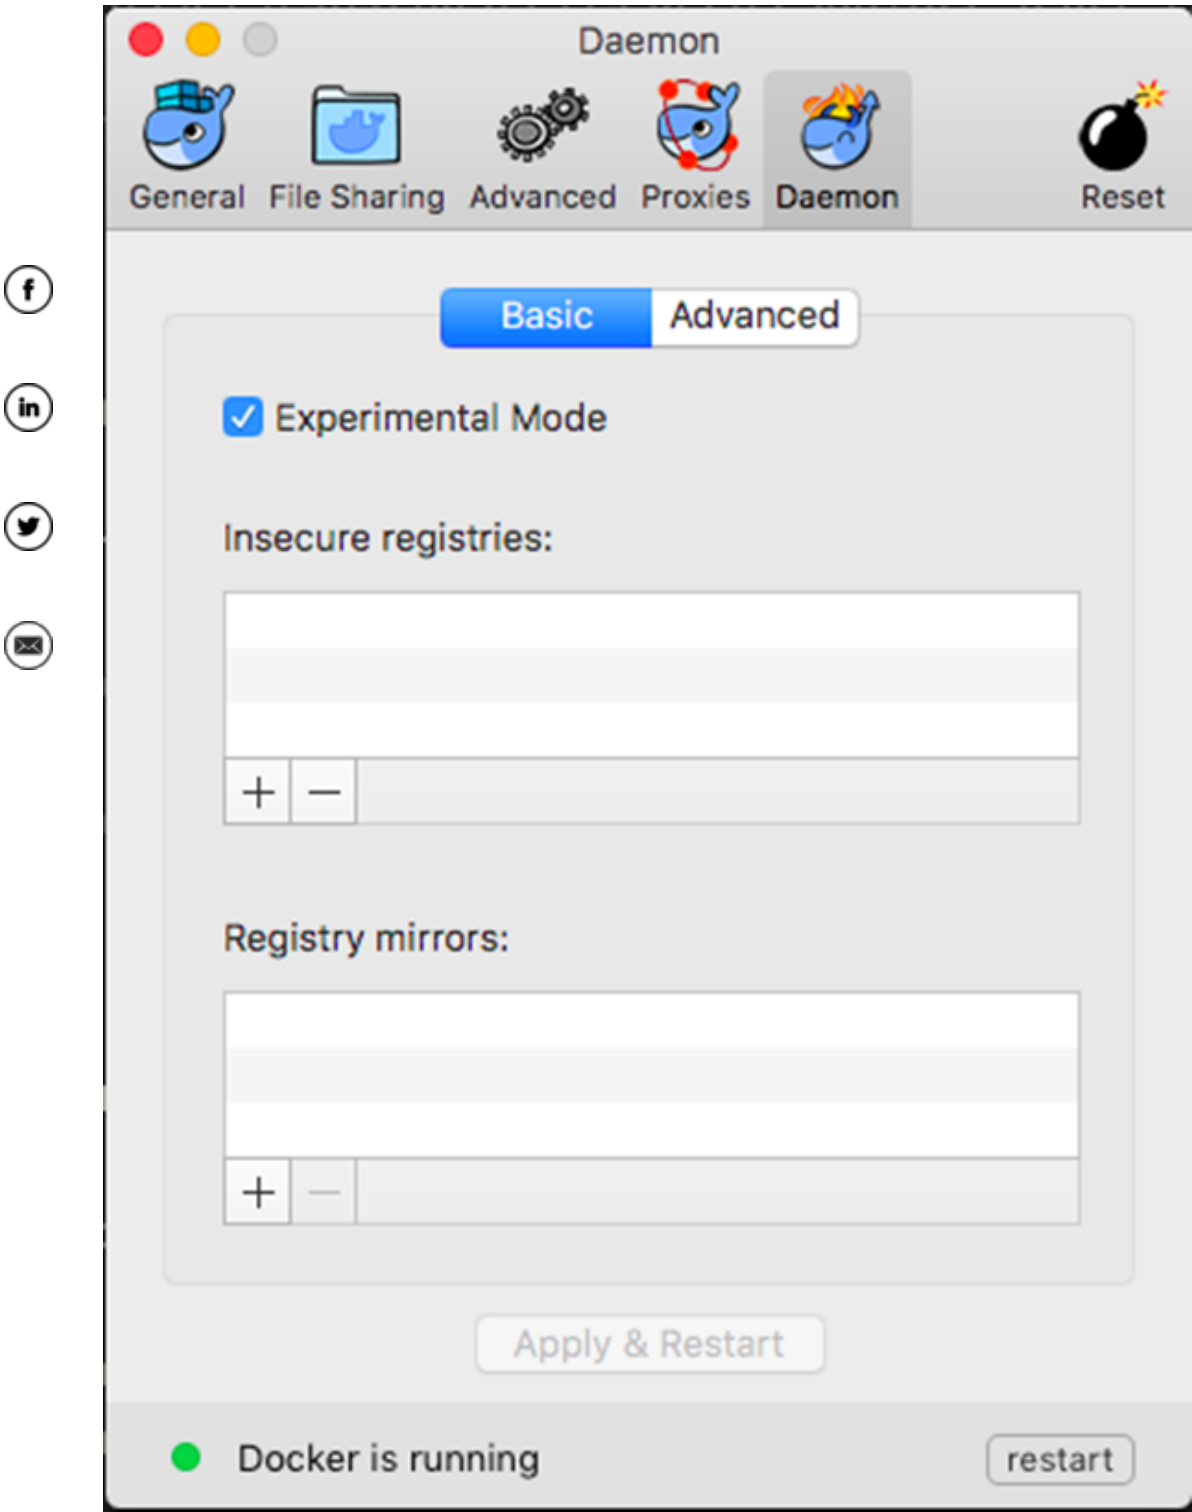 Daemon
General File Sharing Advanced Proxies Daemon Reset
Basic Advanced
Experimental Mode
Insecure registries:
+ −
Registry mirrors:
+ −
Apply & Restart
Docker is running restart
f
in